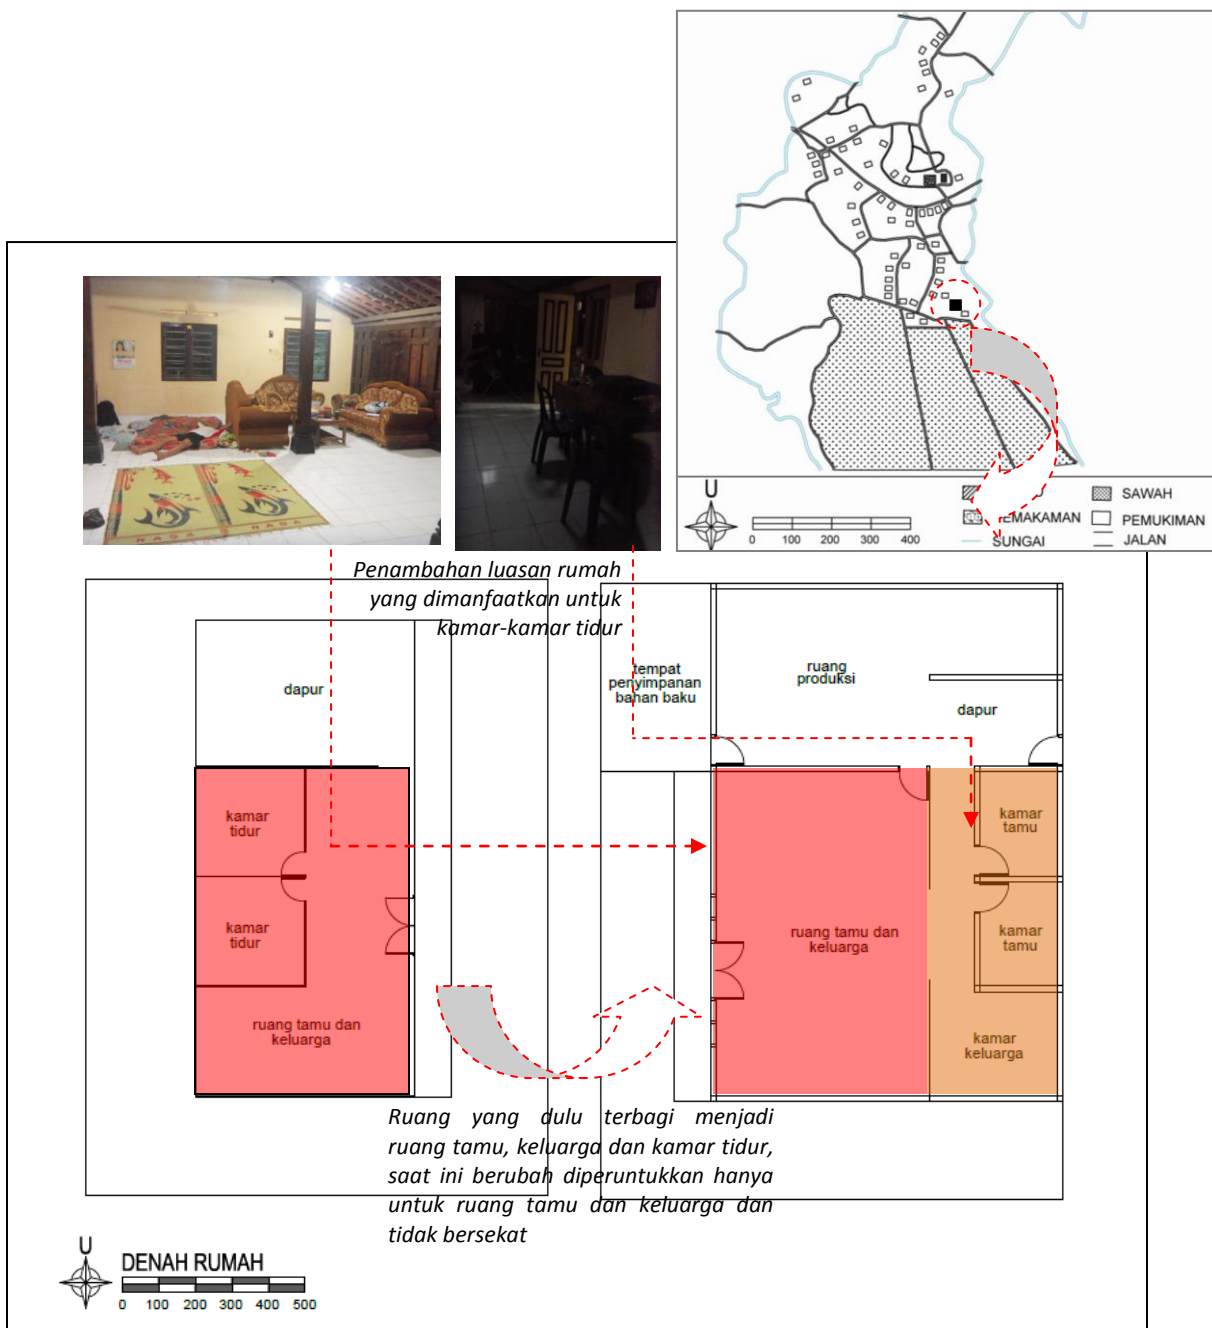 U
0 100 200 300 400
SAWAH
EMAKAMAN
PEMUKIMAN
SUNGAI
JALAN
NAGA NAGA
Penambahan luasan rumah
yang dimanfaatkan untuk
kamar-kamar tidur
dapur
kamar
tidur
kamar
tidur
ruang tamu dan
keluarga
tempat
penyimpanan
bahan baku
ruang
produksi
dapur
kamar
tamu
ruang tamu dan
keluarga
kamar
tamu
kamar
keluarga
Ruang yang dulu terbagi menjadi
ruang tamu, keluarga dan kamar tidur,
saat ini berubah diperuntukkan hanya
untuk ruang tamu dan keluarga dan
tidak bersekat
U
DENAH RUMAH
0 100 200 300 400 500